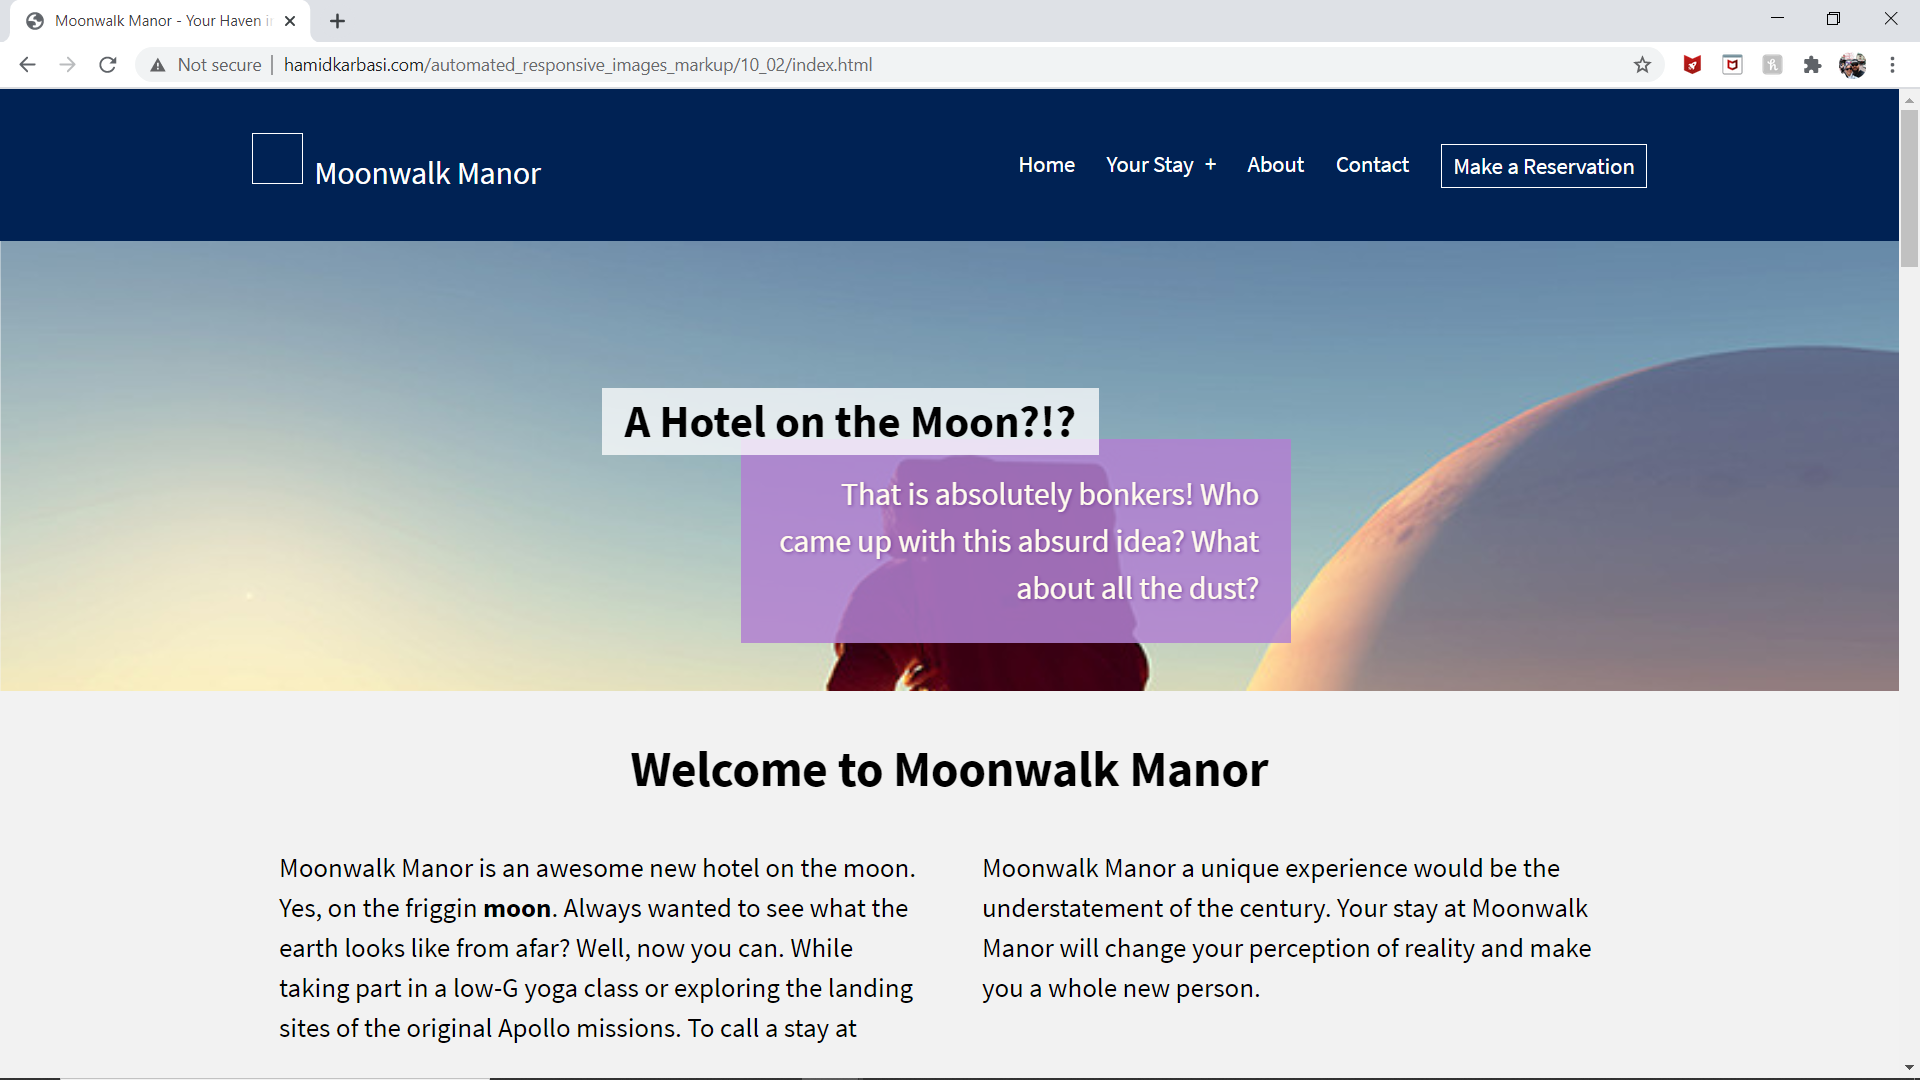 Moonwalk Manor - Your Haven
Not secure
hamidkarbasi.com/automated_responsive_images_markup/10_02/index.html
Moonwalk Manor
Home
Your Stay +
About
Contact
Make a Reservation
A Hotel on the Moon?!?
That is absolutely bonkers! Who
came up with this absurd idea? What
about all the dust?
Welcome to Moonwalk Manor
Moonwalk Manor is an awesome new hotel on the moon.
Yes, on the friggin moon. Always wanted to see what the
earth looks like from afar? Well, now you can. While
taking part in a low-G yoga class or exploring the landing
sites of the original Apollo missions. To call a stay at
Moonwalk Manor a unique experience would be the
understatement of the century. Your stay at Moonwalk
Manor will change your perception of reality and make
you a whole new person.